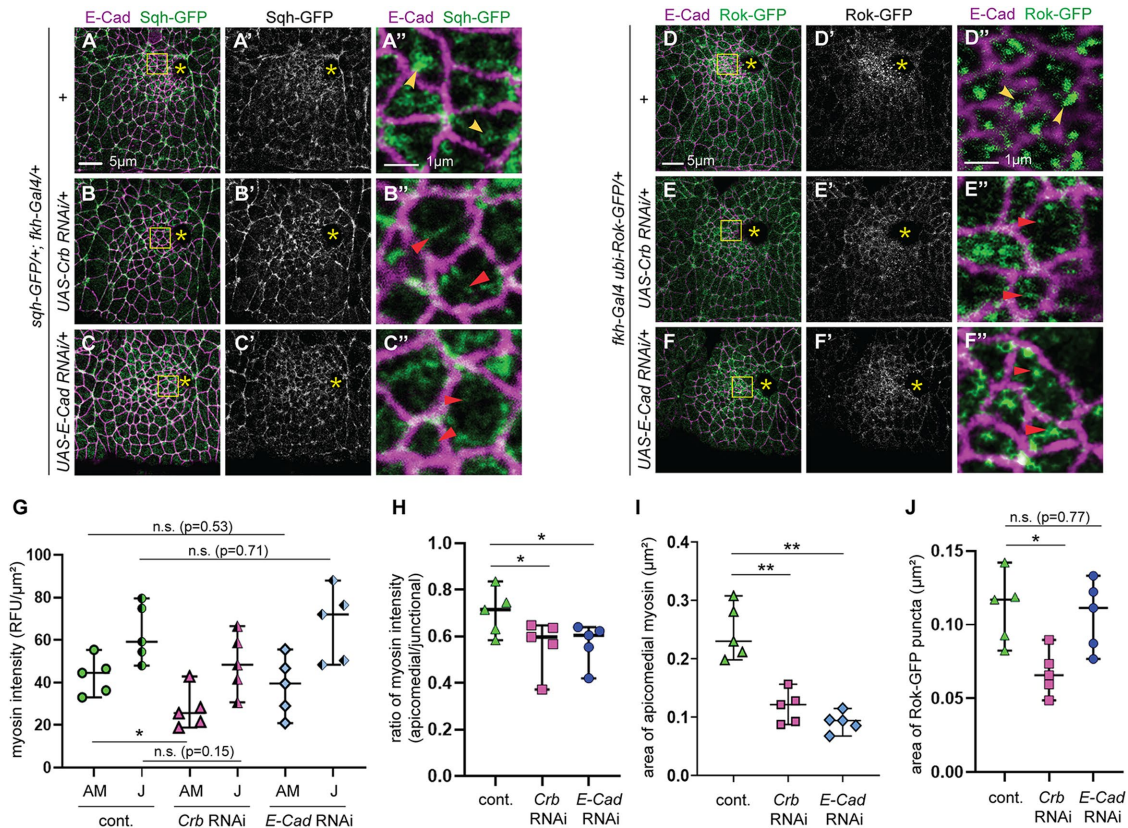 E-Cad Sqh-GFP
Sqh-GFP
E-Cad Sqh-GFP
E-Cad Rok-GFP
Rok-GFP
E-Cad Rok-GFP
sqh-GFP/+; fkh-Gal4/+
+
UAS-Crb RNAi/+
UAS-E-Cad RNAi/+
A
*
5µm
A’
*
A’’
1µm
B
*
B’
*
B’’
C
*
C’
*
C’’
fkh-Gal4 ubi-Rok-GFP/+
+
UAS-Crb RNAi/+
UAS-E-Cad RNAi/+
D
*
5µm
D’
*
D’’
1µm
E
*
E’
*
E’’
F
*
F’
*
F’’
G
n.s. (p=0.53)
n.s. (p=0.71)
myosin intensity (RFU/µm²)
100
80
60
40
20
0
*
n.s. (p=0.15)
AM J AM J AM J
cont. Crb RNAi E-Cad RNAi
H
*
*
ratio of myosin intensity
(apicomedial/junctional)
1.0
0.8
0.6
0.4
0.2
0.0
cont. Crb RNAi E-Cad RNAi
I
**
**
area of apicomedial myosin (µm²)
0.4
0.3
0.2
0.1
0.0
cont. Crb RNAi E-Cad RNAi
J
n.s. (p=0.77)
*
area of Rok-GFP puncta (µm²)
0.15
0.10
0.05
0.00
cont. Crb RNAi E-Cad RNAi